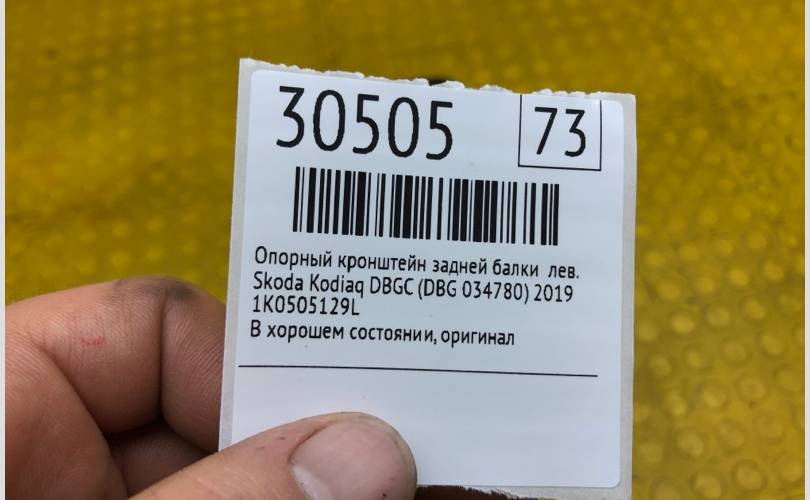 30505 73
Опорный кронштейн задней балки лев.
Skoda Kodiaq DBGC (DBG 034780) 2019
1K0505129L
В хорошем состоянии, оригинал